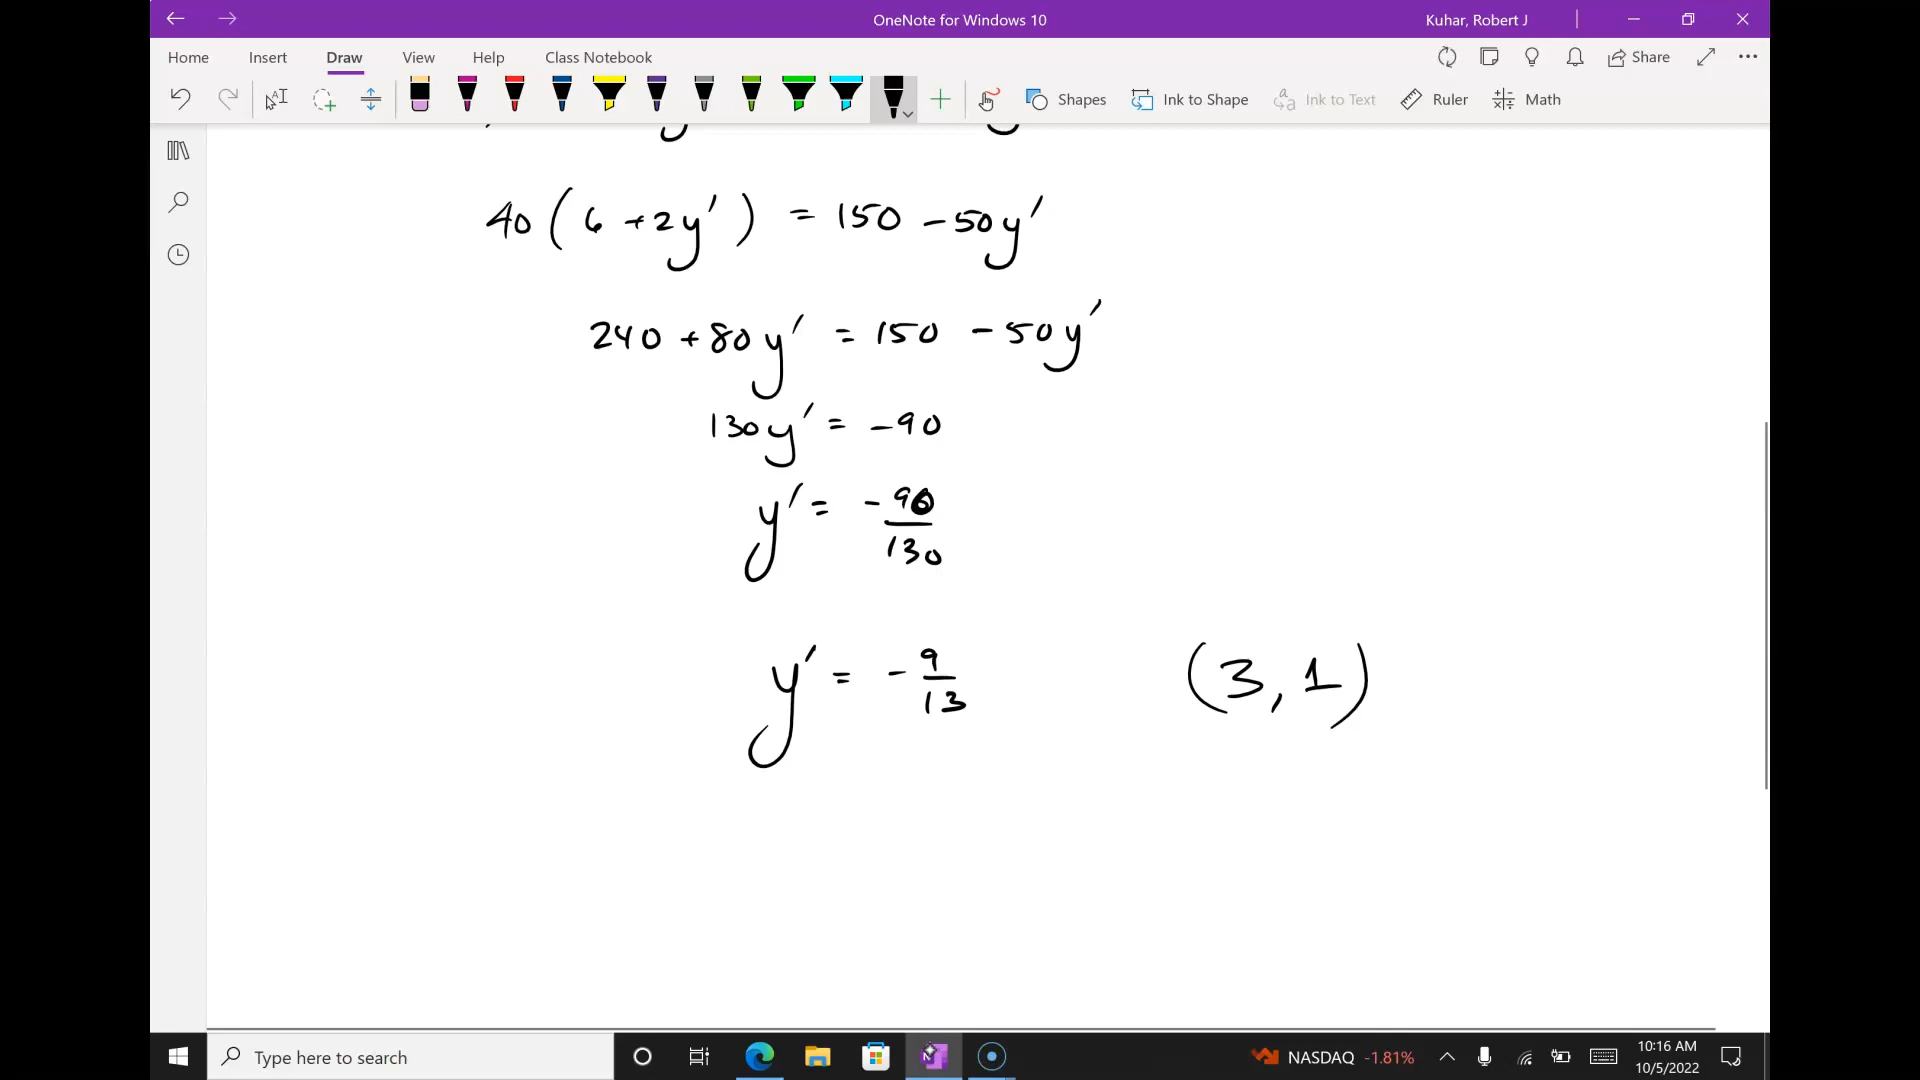 OneNote for Windows 10
Kuhar, Robert J
Home Insert Draw View Help Class Notebook
Share
Shapes Ink to Shape Ink to Text Ruler Math
40 ( 6 + 2y' ) = 150 - 50y'
240 + 80y' = 150 - 50y'
130y' = -90
y' = - 90
130
y' = - 9
13
(3, 1)
Type here to search
NASDAQ -1.81%
10:16 AM
10/5/2022